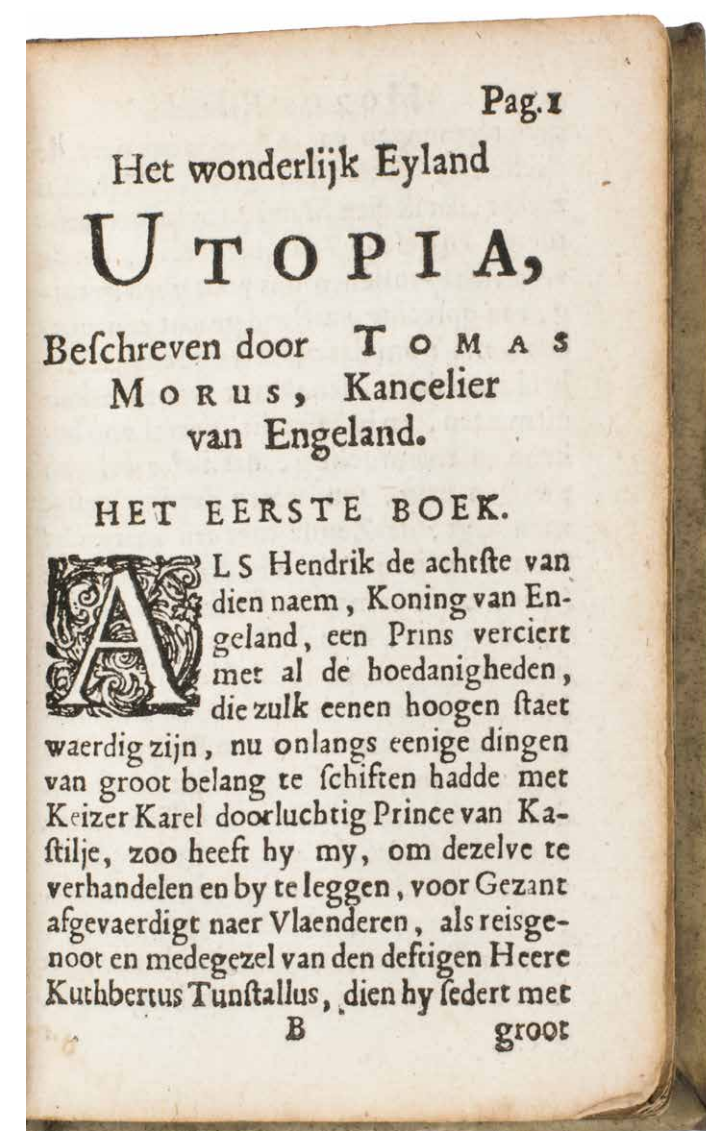 Pag.1
Het wonderlijk Eyland
UTOPIA,
Beſchreven door TOMAS
MORUS, Kancelier
van Engeland.
HET EERSTE BOEK.
ALS Hendrik de achtſte van
dien naem, Koning van En-
geland, een Prins verciert
met al de hoedanigheden,
die zulk eenen hoogen ſtaet
waerdig zijn, nu onlangs eenige dingen
van groot belang te ſchiften hadde met
Keizer Karel doorluchtig Prince van Ka-
ſtilje, zoo heeft hy my, om dezelve te
verhandelen en by te leggen, voor Gezant
afgevaerdigt naer Vlaenderen, als reisge-
noot en medegezel van den deftigen Heere
Kuthbertus Tunſtallus, dien hy ſedert met
B groot